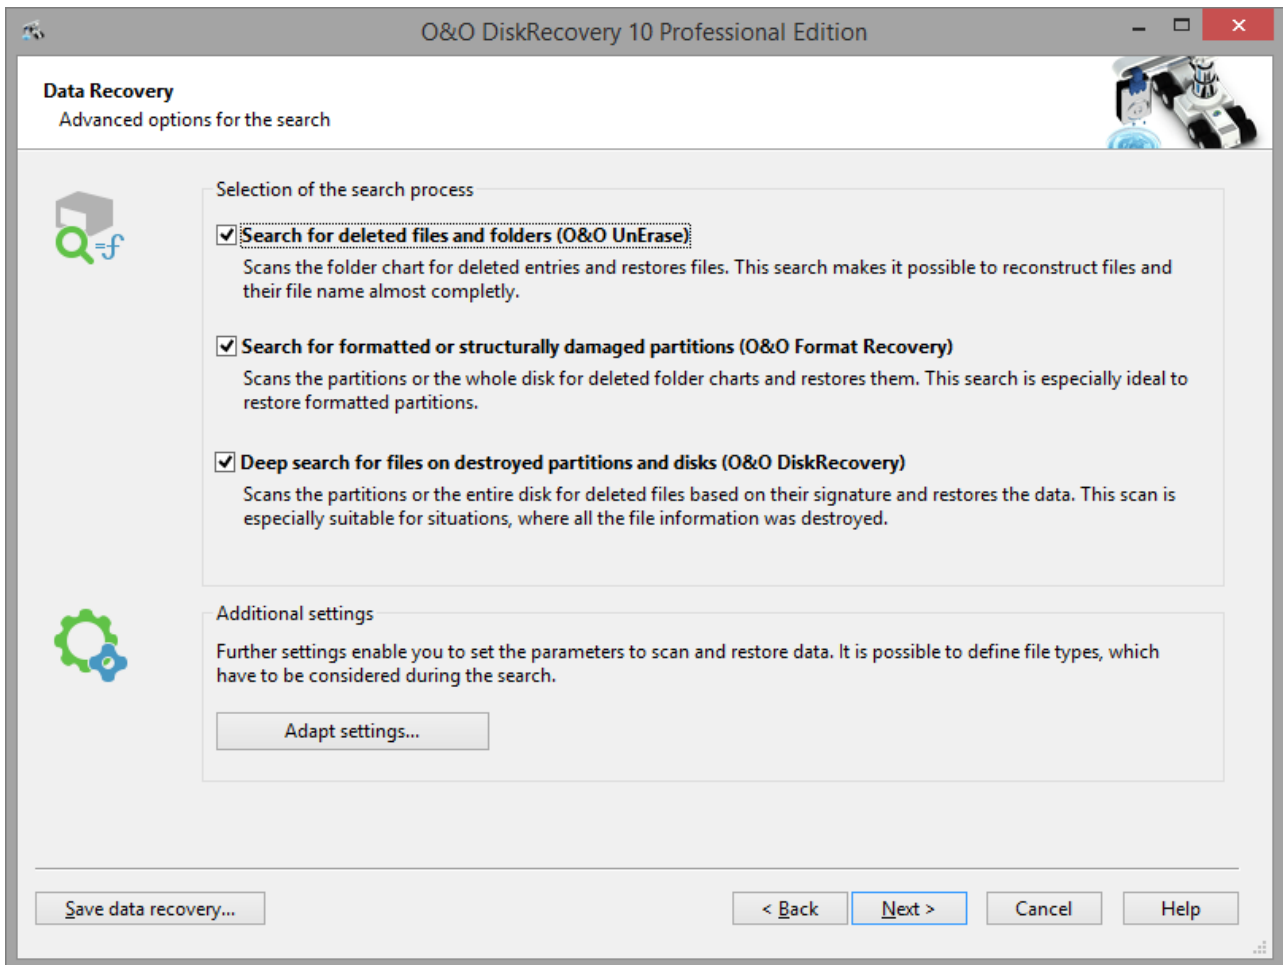 O&O DiskRecovery 10 Professional Edition
Data Recovery
Advanced options for the search
Selection of the search process
Search for deleted files and folders (O&O UnErase)
Scans the folder chart for deleted entries and restores files. This search makes it possible to reconstruct files and
their file name almost completly.
Search for formatted or structurally damaged partitions (O&O Format Recovery)
Scans the partitions or the whole disk for deleted folder charts and restores them. This search is especially ideal to
restore formatted partitions.
Deep search for files on destroyed partitions and disks (O&O DiskRecovery)
Scans the partitions or the entire disk for deleted files based on their signature and restores the data. This scan is
especially suitable for situations, where all the file information was destroyed.
Additional settings
Further settings enable you to set the parameters to scan and restore data. It is possible to define file types, which
have to be considered during the search.
Adapt settings...
Save data recovery...
< Back
Next >
Cancel
Help